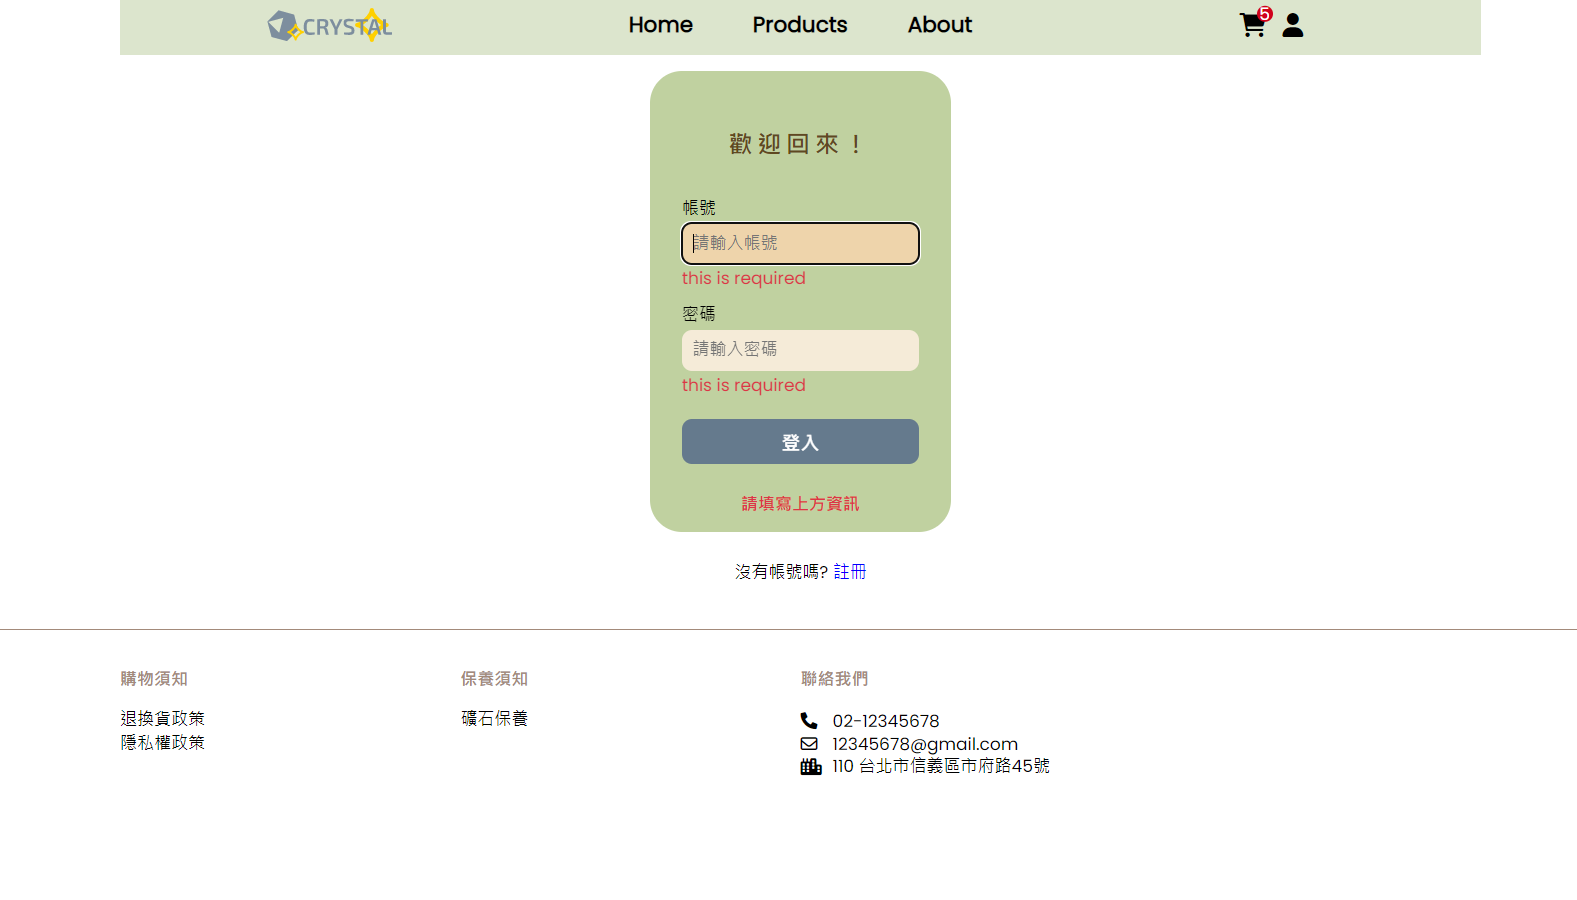 CRYSTAL
Home
Products
About
5
歡迎回來！
帳號
請輸入帳號
this is required
密碼
請輸入密碼
this is required
登入
請填寫上方資訊
沒有帳號嗎? 註冊
購物須知
退換貨政策
隱私權政策
保養須知
礦石保養
聯絡我們
02-12345678
12345678@gmail.com
110 台北市信義區市府路45號